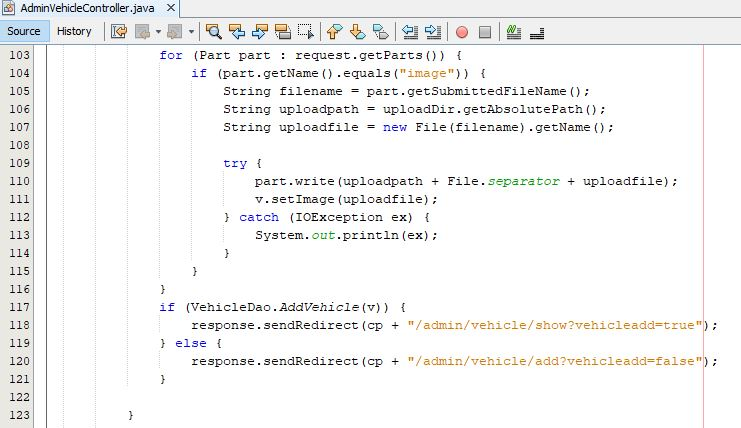 AdminVehicleController.java
Source History
103 for (Part part : request.getParts()) {
104 if (part.getName().equals("image")) {
105 String filename = part.getSubmittedFileName();
106 String uploadpath = uploadDir.getAbsolutePath();
107 String uploadfile = new File(filename).getName();
108
109 try {
110 part.write(uploadpath + File.separator + uploadfile);
111 v.setImage(uploadfile);
112 } catch (IOException ex) {
113 System.out.println(ex);
114 }
115 }
116 }
117 if (VehicleDao.AddVehicle(v)) {
118 response.sendRedirect(cp + "/admin/vehicle/show?vehicleadd=true");
119 } else {
120 response.sendRedirect(cp + "/admin/vehicle/add?vehicleadd=false");
121 }
122
123 }